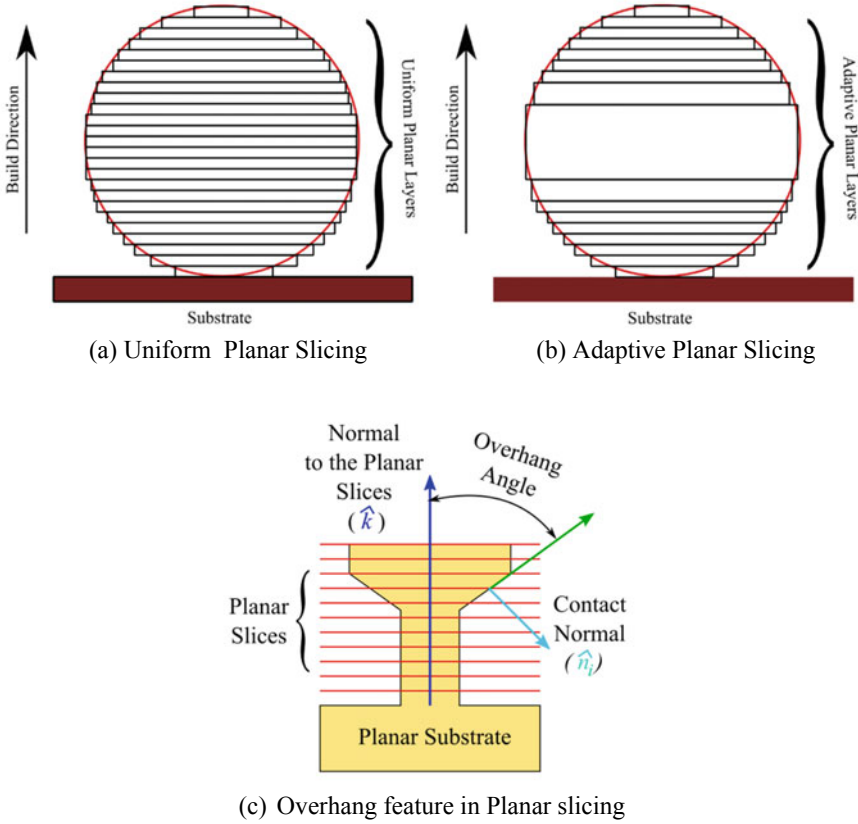 Build Direction
Uniform Planar Layers
Substrate
(a) Uniform Planar Slicing
Build Direction
Adaptive Planar Layers
Substrate
(b) Adaptive Planar Slicing
Normal
to the Planar
Slices
(k̂)
Overhang
Angle
Planar
Slices
Contact
Normal
(n̂ᵢ)
Planar Substrate
(c) Overhang feature in Planar slicing